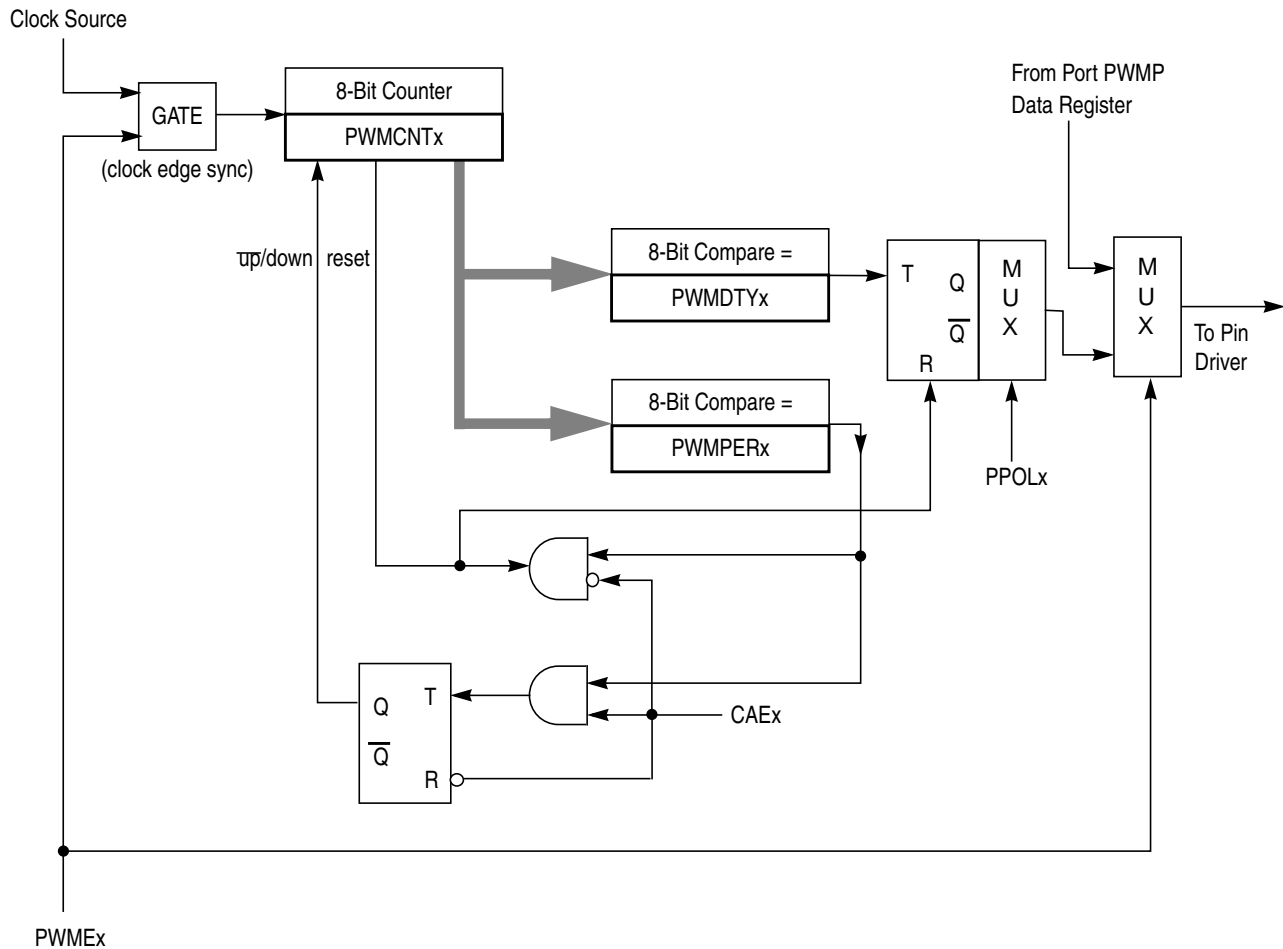 Clock Source
GATE
(clock edge sync)
8-Bit Counter
PWMCNTx
From Port PWMP
Data Register
up/down
reset
8-Bit Compare =
PWMDTYx
T
Q
Q
R
M
U
X
M
U
X
To Pin
Driver
8-Bit Compare =
PWMPERx
PPOLx
Q
T
Q
R
CAEx
PWMEx